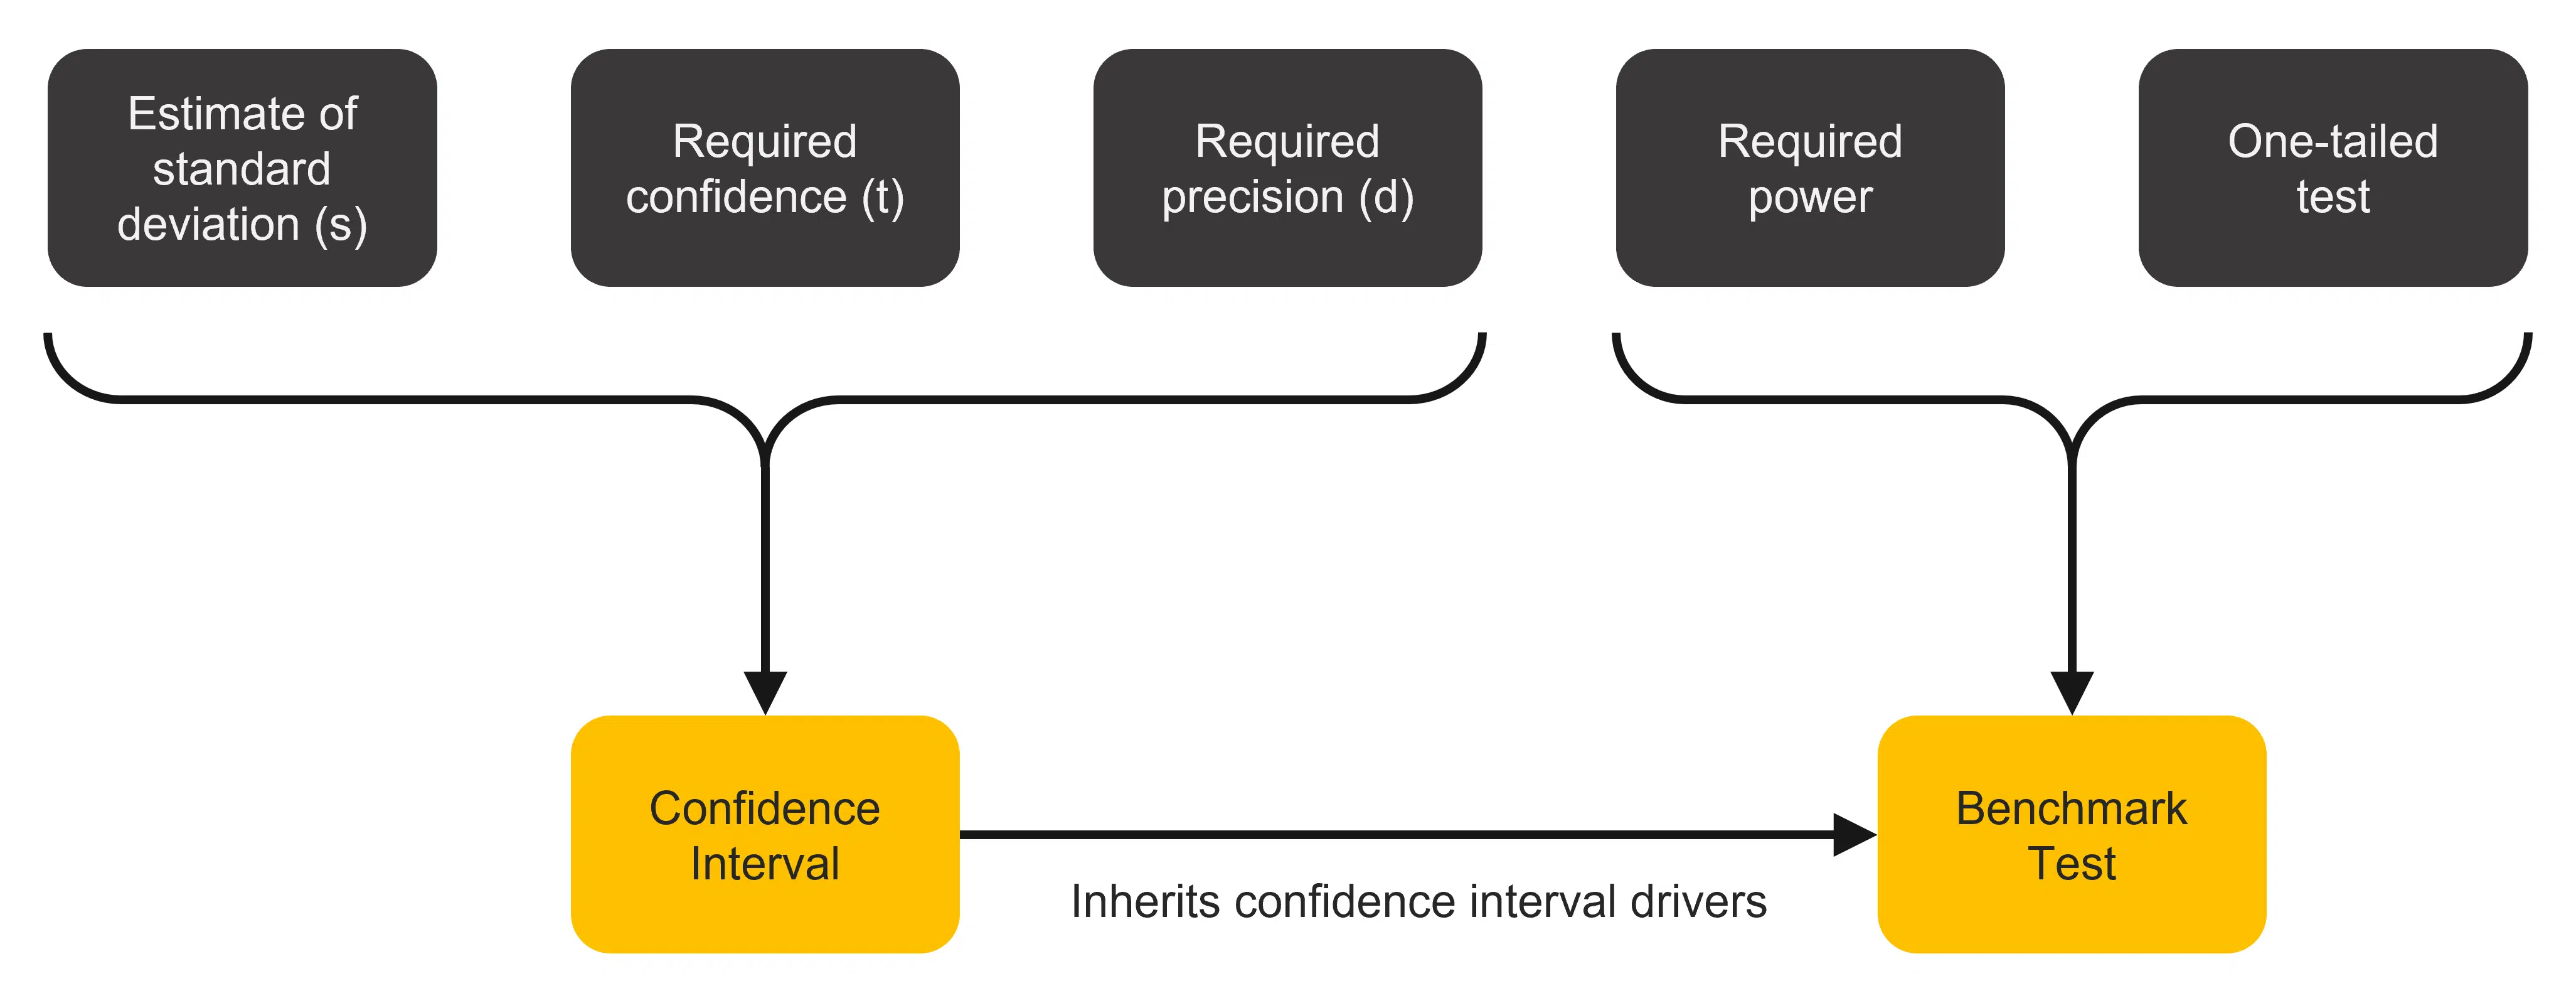 Estimate of
standard
deviation (s)
Required
confidence (t)
Required
precision (d)
Required
power
One-tailed
test
Confidence
Interval
Inherits confidence interval drivers
Benchmark
Test